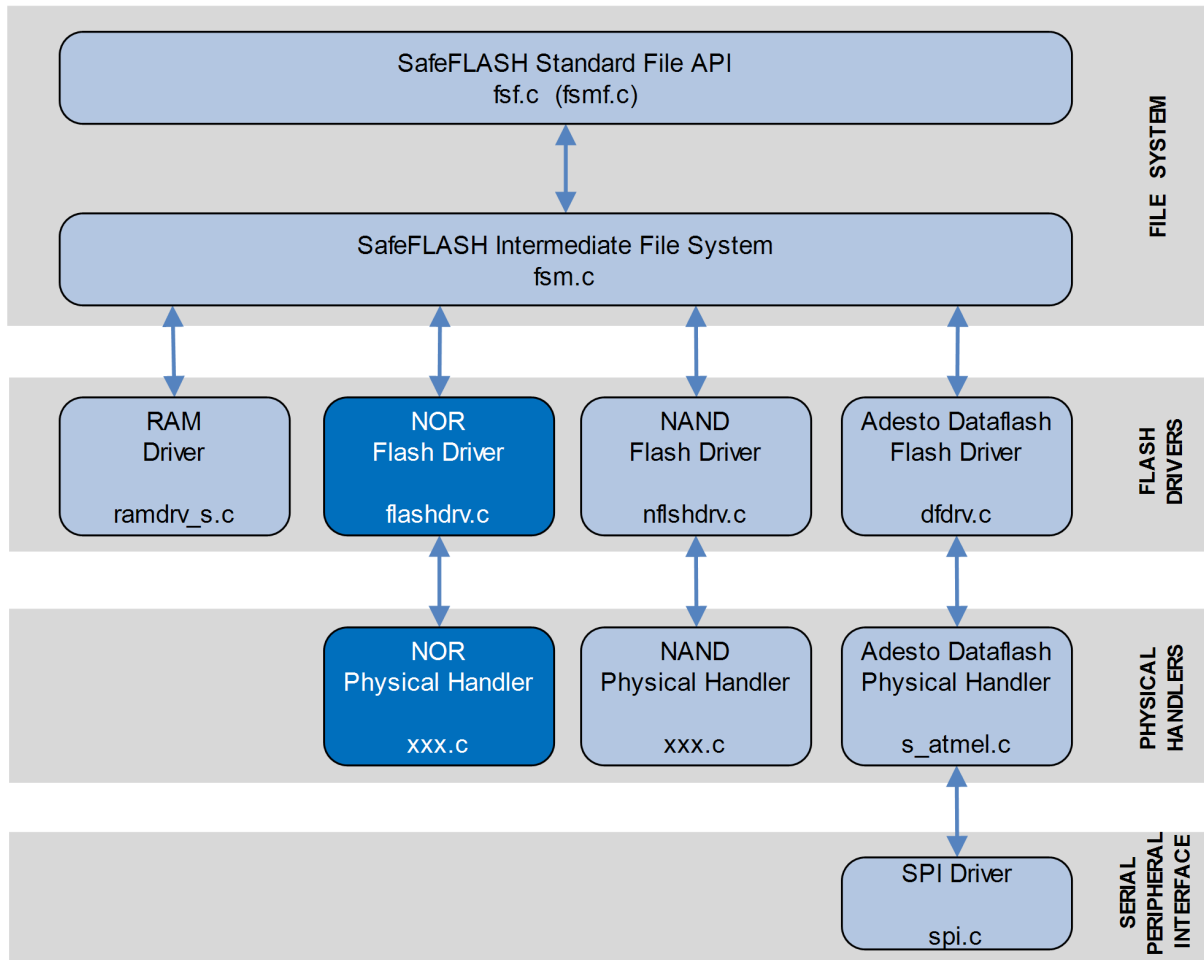 SafeFLASH Standard File API
fsf.c (fsmf.c)
SafeFLASH Intermediate File System
fsm.c
FILE SYSTEM
RAM
Driver
ramdrv_s.c
NOR
Flash Driver
flashdrv.c
NAND
Flash Driver
nflshdrv.c
Adesto Dataflash
Flash Driver
dfdrv.c
FLASH
DRIVERS
NOR
Physical Handler
xxx.c
NAND
Physical Handler
xxx.c
Adesto Dataflash
Physical Handler
s_atmel.c
PHYSICAL
HANDLERS
SPI Driver
spi.c
SERIAL
PERIPHERAL
INTERFACE